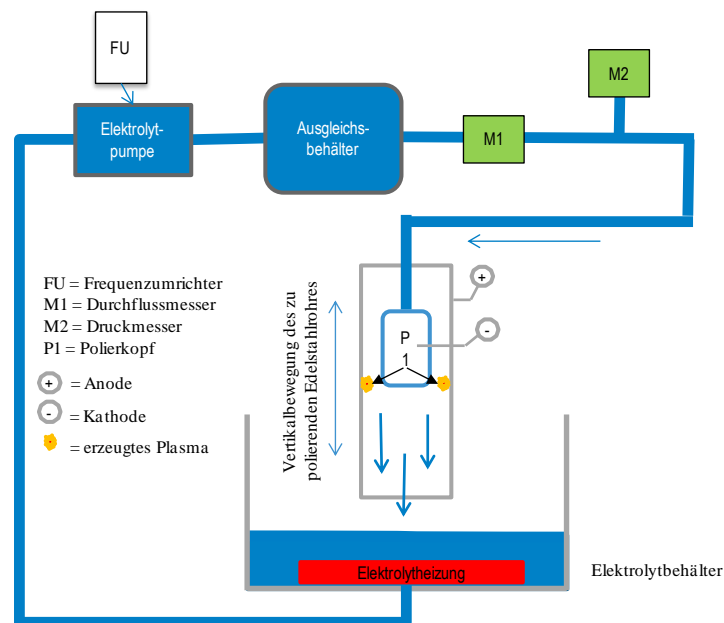 FU
M2
Elektrolyt-
pumpe
Ausgleichs-
behälter
M1
FU = Frequenzumrichter
M1 = Durchflussmesser
M2 = Druckmesser
P1 = Polierkopf
+ = Anode
- = Kathode
= erzeugtes Plasma
Vertikalbewegung des zu
polierenden Edelstahlrohres
+
-
P
1
Elektrolytheizung
Elektrolytbehälter